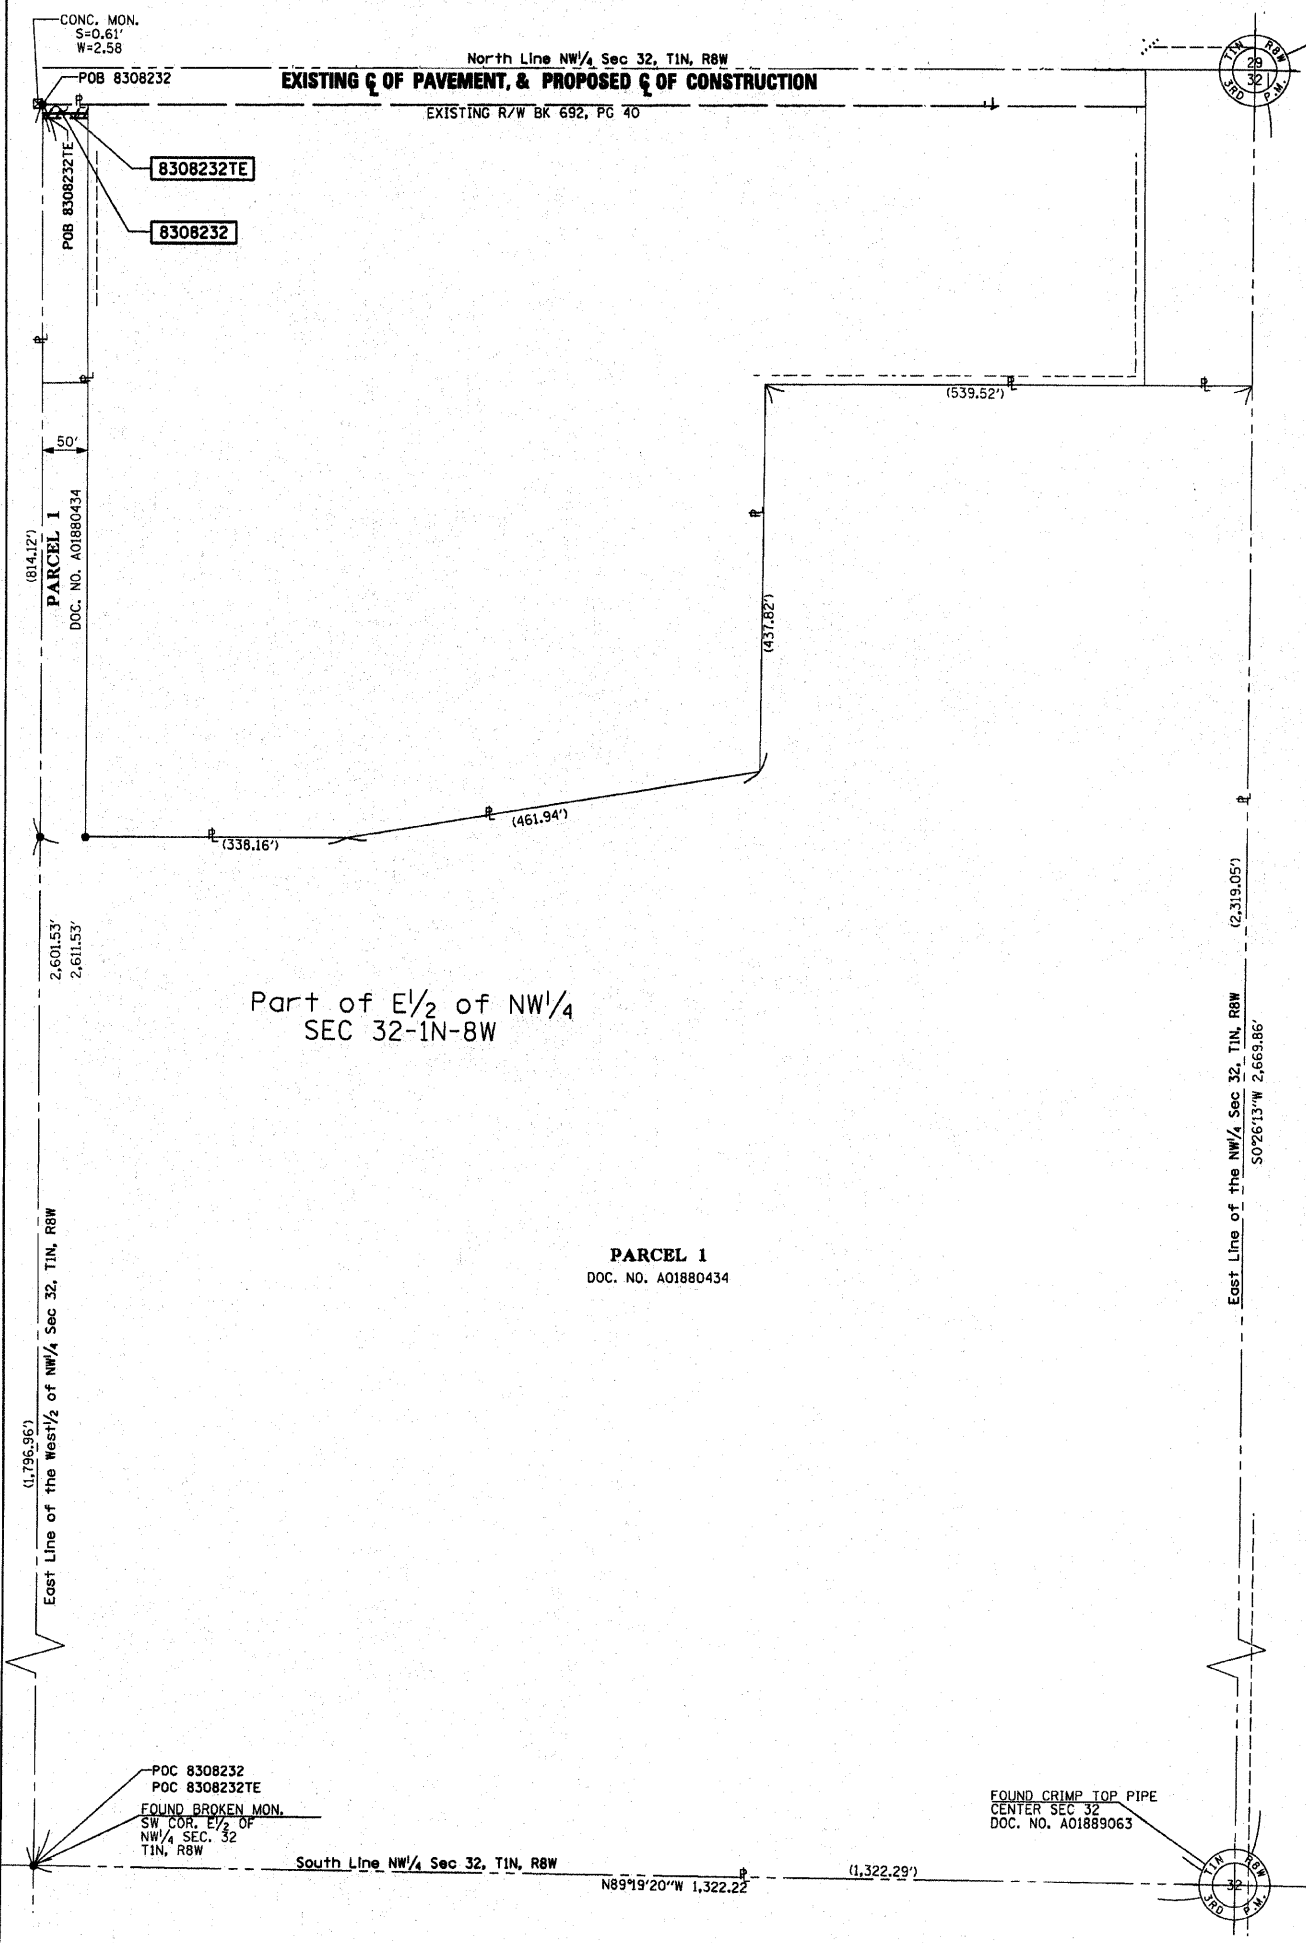 CONC. MON.
S=0.61'
W=2.58
POB 8308232
North Line NW1/4 Sec 32, T1N, R8W
EXISTING ℄ OF PAVEMENT, & PROPOSED ℄ OF CONSTRUCTION
EXISTING R/W BK 692, PG 40
T1N R8W
29
32
3RD P.M.
POB 8308232TE
8308232TE
8308232
℄
50'
(814.12')
PARCEL 1
DOC. NO. A01880434
(539.52')
(437.82')
(461.94')
(338.16')
2,601.53'
2,611.53'
Part of E1/2 of NW1/4
SEC 32-1N-8W
(2,319.05')
East Line of the NW1/4 Sec 32, T1N, R8W
S0°26'13"W 2,669.86'
PARCEL 1
DOC. NO. A01880434
(1,796.96')
East Line of the West1/2 of NW1/4 Sec 32, T1N, R8W
POC 8308232
POC 8308232TE
FOUND BROKEN MON.
SW COR. E1/2 OF
NW1/4 SEC. 32
T1N, R8W
FOUND CRIMP TOP PIPE
CENTER SEC 32
DOC. NO. A01889063
South Line NW1/4 Sec 32, T1N, R8W
(1,322.29')
N89°19'20"W 1,322.22
T1N R8W
32
3RD P.M.